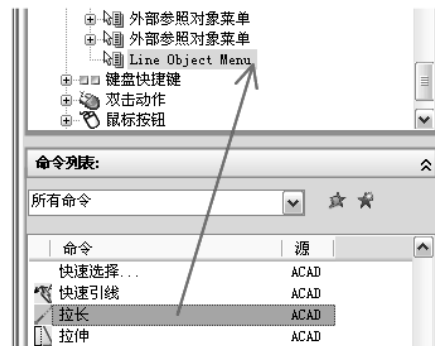 外部参照对象菜单
外部参照对象菜单
Line Object Menu
键盘快捷键
双击动作
鼠标按钮
命令列表:
所有命令
命令 源
快速选择... ACAD
快速引线 ACAD
拉长 ACAD
拉伸 ACAD